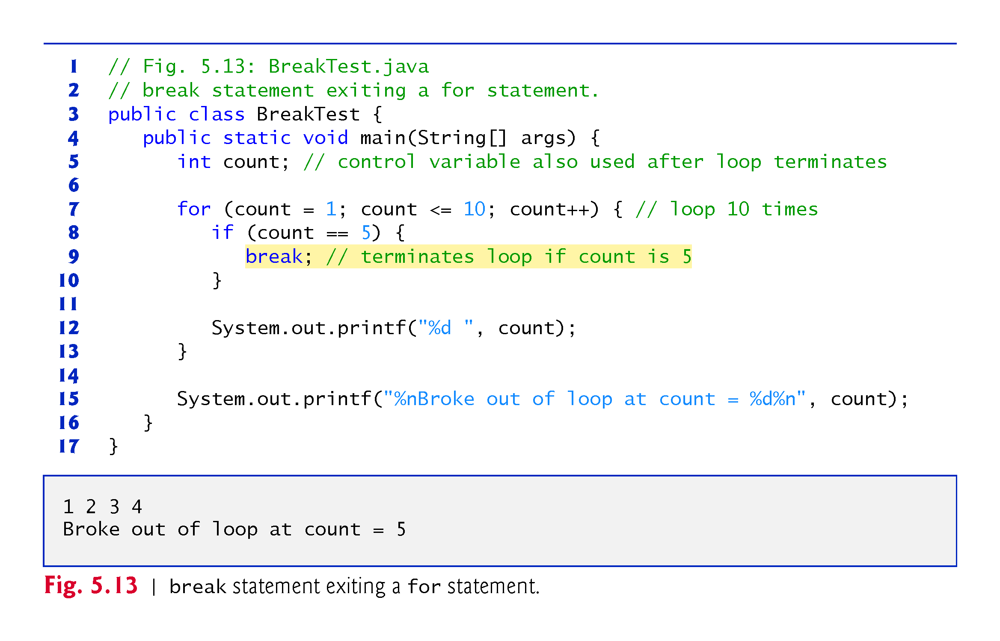 1 // Fig. 5.13: BreakTest.java
2 // break statement exiting a for statement.
3 public class BreakTest {
4    public static void main(String[] args) {
5       int count; // control variable also used after loop terminates
6
7       for (count = 1; count <= 10; count++) { // loop 10 times
8          if (count == 5) {
9             break; // terminates loop if count is 5
10          }
11
12          System.out.printf("%d ", count);
13       }
14
15       System.out.printf("%nBroke out of loop at count = %d%n", count);
16    }
17 }
1 2 3 4
Broke out of loop at count = 5
Fig. 5.13 | break statement exiting a for statement.